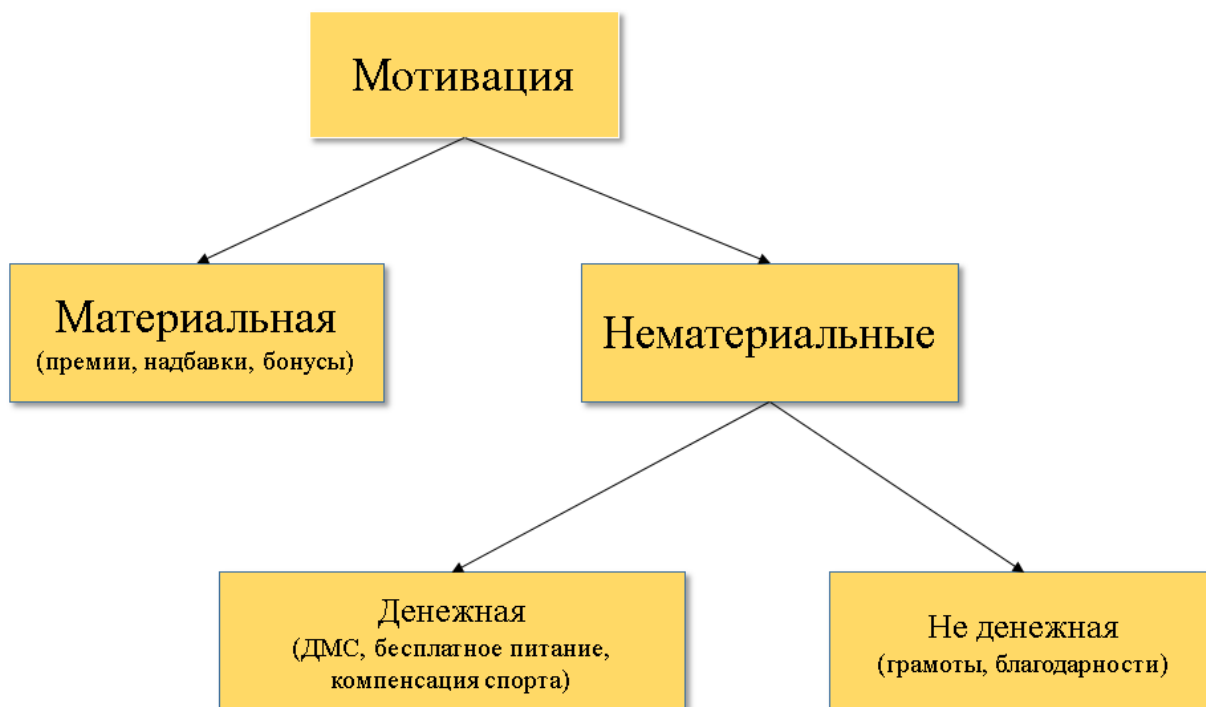 Мотивация
Материальная
(премии, надбавки, бонусы)
Нематериальные
Денежная
(ДМС, бесплатное питание,
компенсация спорта)
Не денежная
(грамоты, благодарности)